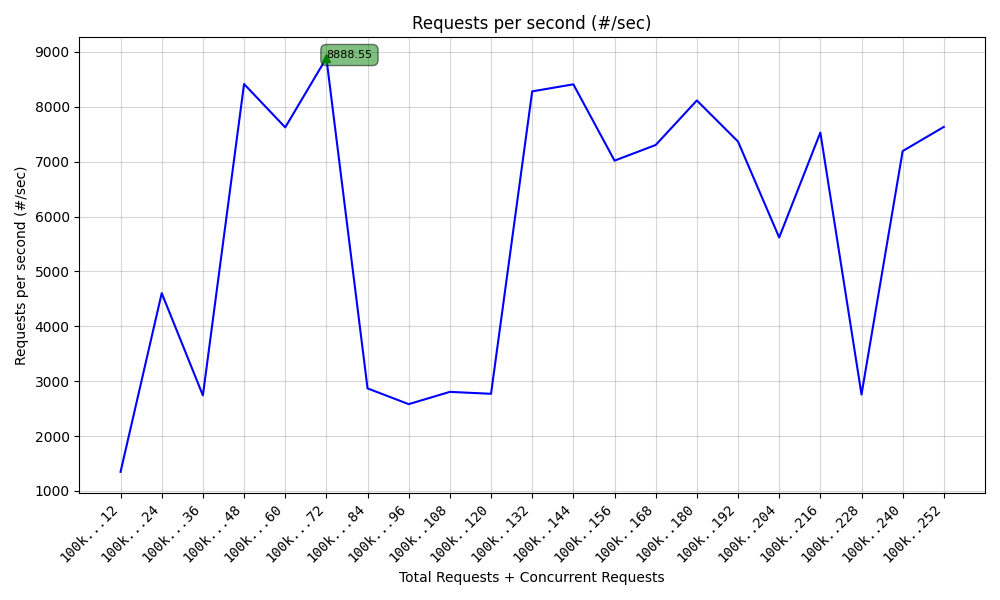 Requests per second (#/sec)
9000
8888.55
8000
7000
6000
5000
4000
3000
2000
1000
Requests per second (#/sec)
100k...12
100k...24
100k...36
100k...48
100k...60
100k...72
100k...84
100k...96
100k..108
100k..120
100k..132
100k..144
100k..156
100k..168
100k..180
100k..192
100k..204
100k..216
100k..228
100k..240
100k..252
Total Requests + Concurrent Requests